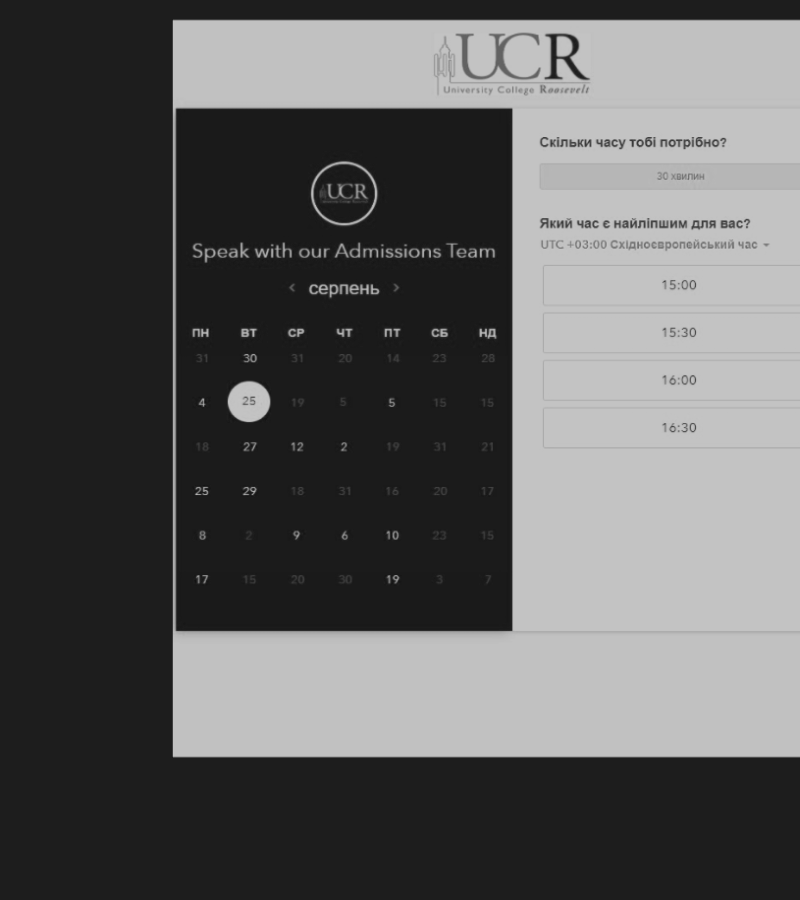 UCR
University College Roosevelt
UCR
Speak with our Admissions Team
< серпень >
ПН ВТ СР ЧТ ПТ СБ НД
31 30 31 20 14 23 28
4 25 19 5 5 15 15
18 27 12 2 19 31 21
25 29 18 31 16 20 17
8 2 9 6 10 23 15
17 15 20 30 19 3 7
Скільки часу тобі потрібно?
30 хвилин
Який час є найліпшим для вас?
UTC +03:00 Східноєвропейський час
15:00
15:30
16:00
16:30